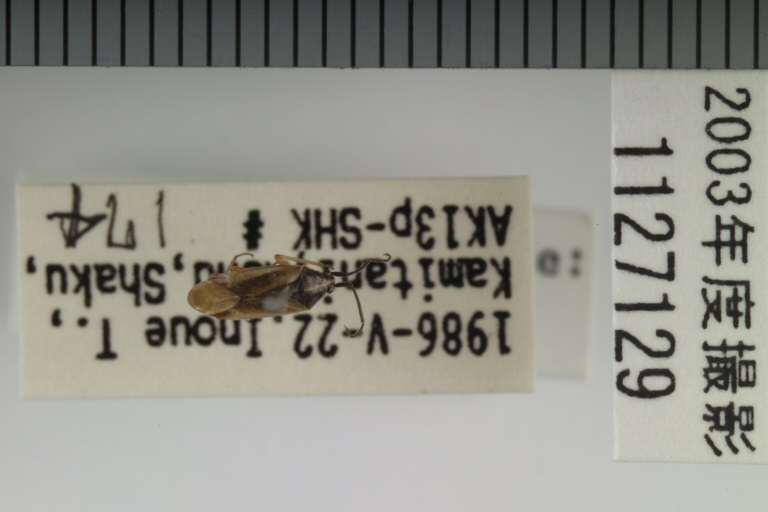 2003年度撮影
1127129
1986-V-22.Inoue T.,
Kamitani, Shaku,
AK13p-SHK # 174